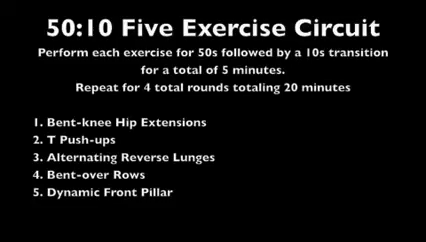 50:10 Five Exercise Circuit
Perform each exercise for 50s followed by a 10s transition
for a total of 5 minutes.
Repeat for 4 total rounds totaling 20 minutes
1. Bent-knee Hip Extensions
2. T Push-ups
3. Alternating Reverse Lunges
4. Bent-over Rows
5. Dynamic Front Pillar